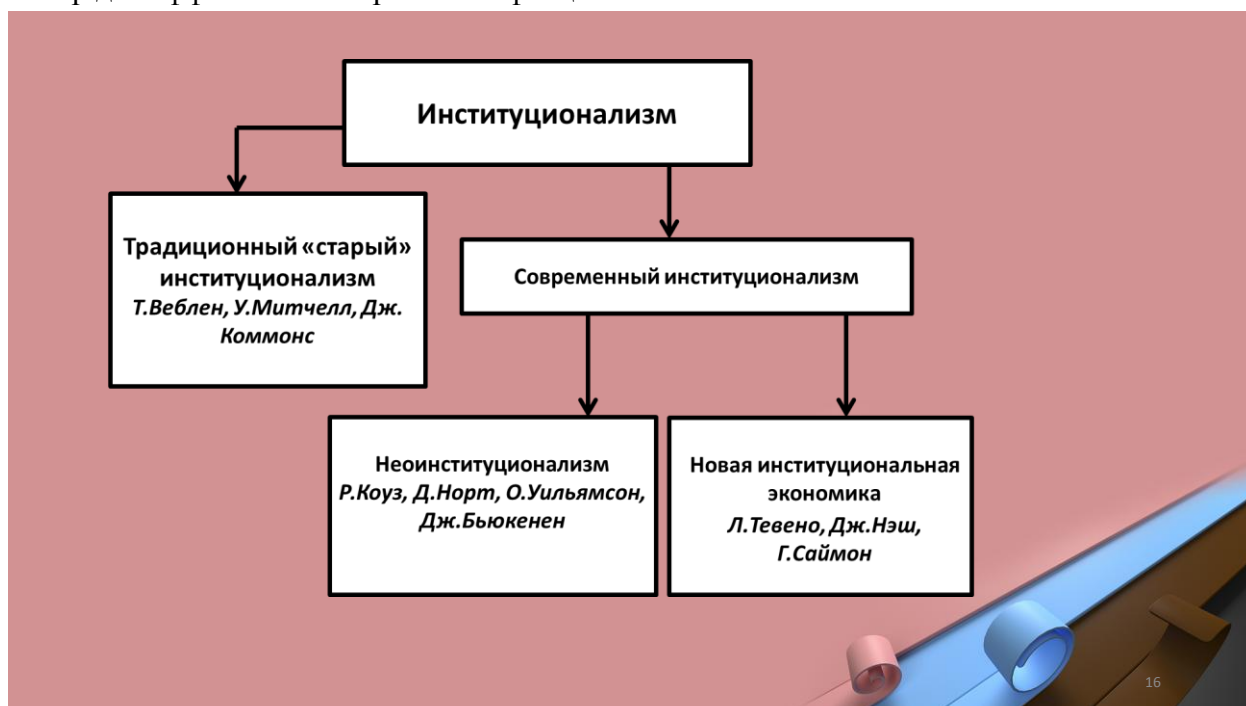 Институционализм
Традиционный «старый»
институционализм
Т.Веблен, У.Митчелл, Дж.
Коммонс
Современный институционализм
Неоинституционализм
Р.Коуз, Д.Норт, О.Уильямсон,
Дж.Бьюкенен
Новая институциональная
экономика
Л.Тевено, Дж.Нэш,
Г.Саймон
16